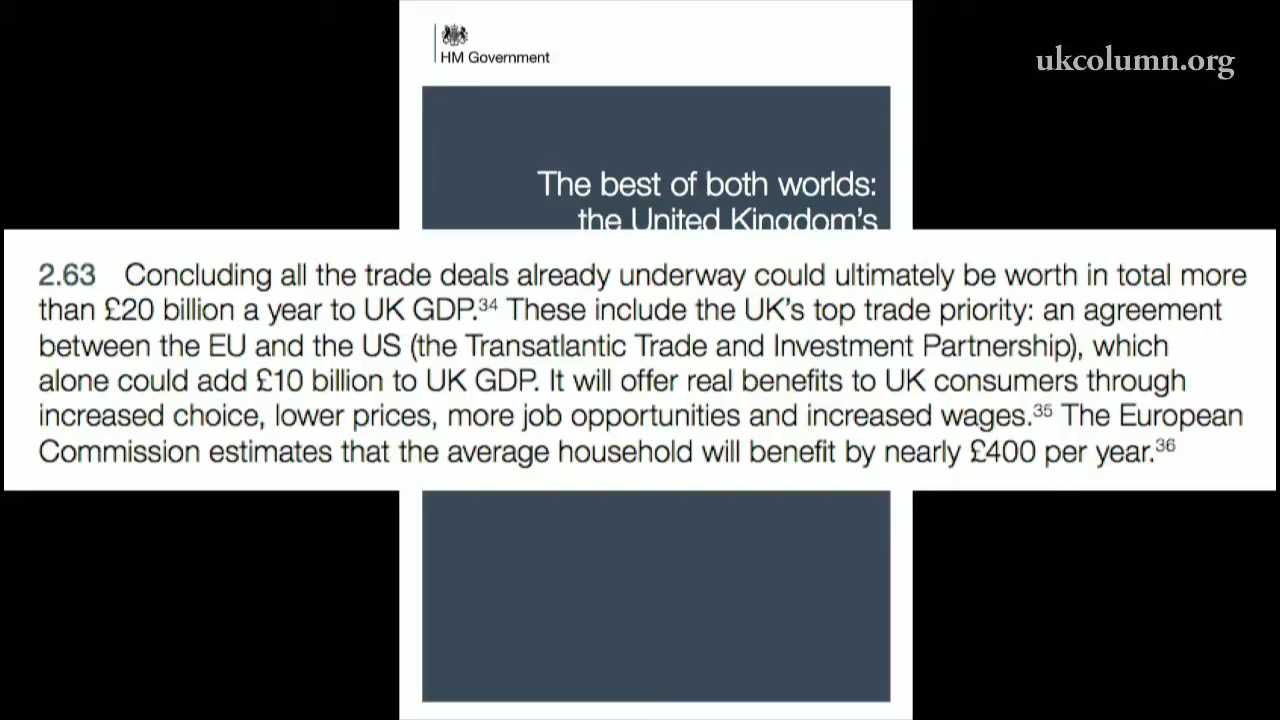 HM Government
ukcolumn.org
The best of both worlds:
the United Kingdom's
2.63 Concluding all the trade deals already underway could ultimately be worth in total more
than £20 billion a year to UK GDP.³⁴ These include the UK's top trade priority: an agreement
between the EU and the US (the Transatlantic Trade and Investment Partnership), which
alone could add £10 billion to UK GDP. It will offer real benefits to UK consumers through
increased choice, lower prices, more job opportunities and increased wages.³⁵ The European
Commission estimates that the average household will benefit by nearly £400 per year.³⁶